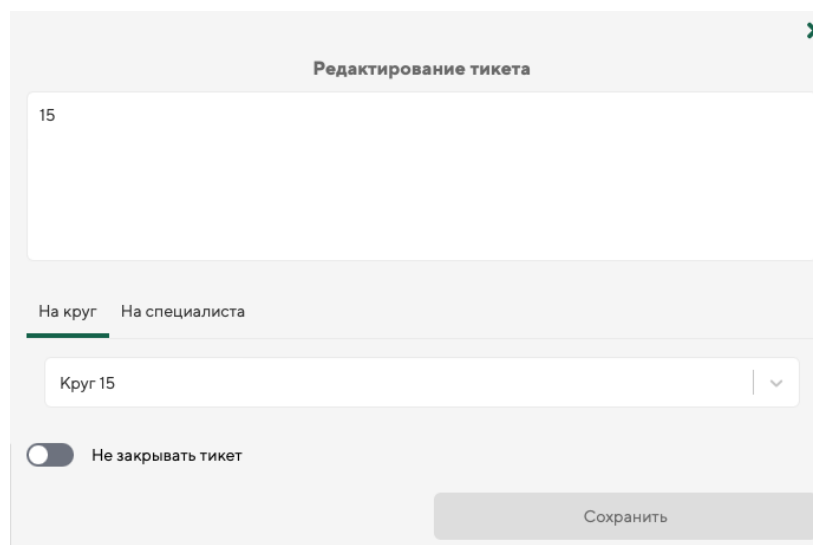 Редактирование тикета
15
На круг На специалиста
Круг 15
Не закрывать тикет
Сохранить